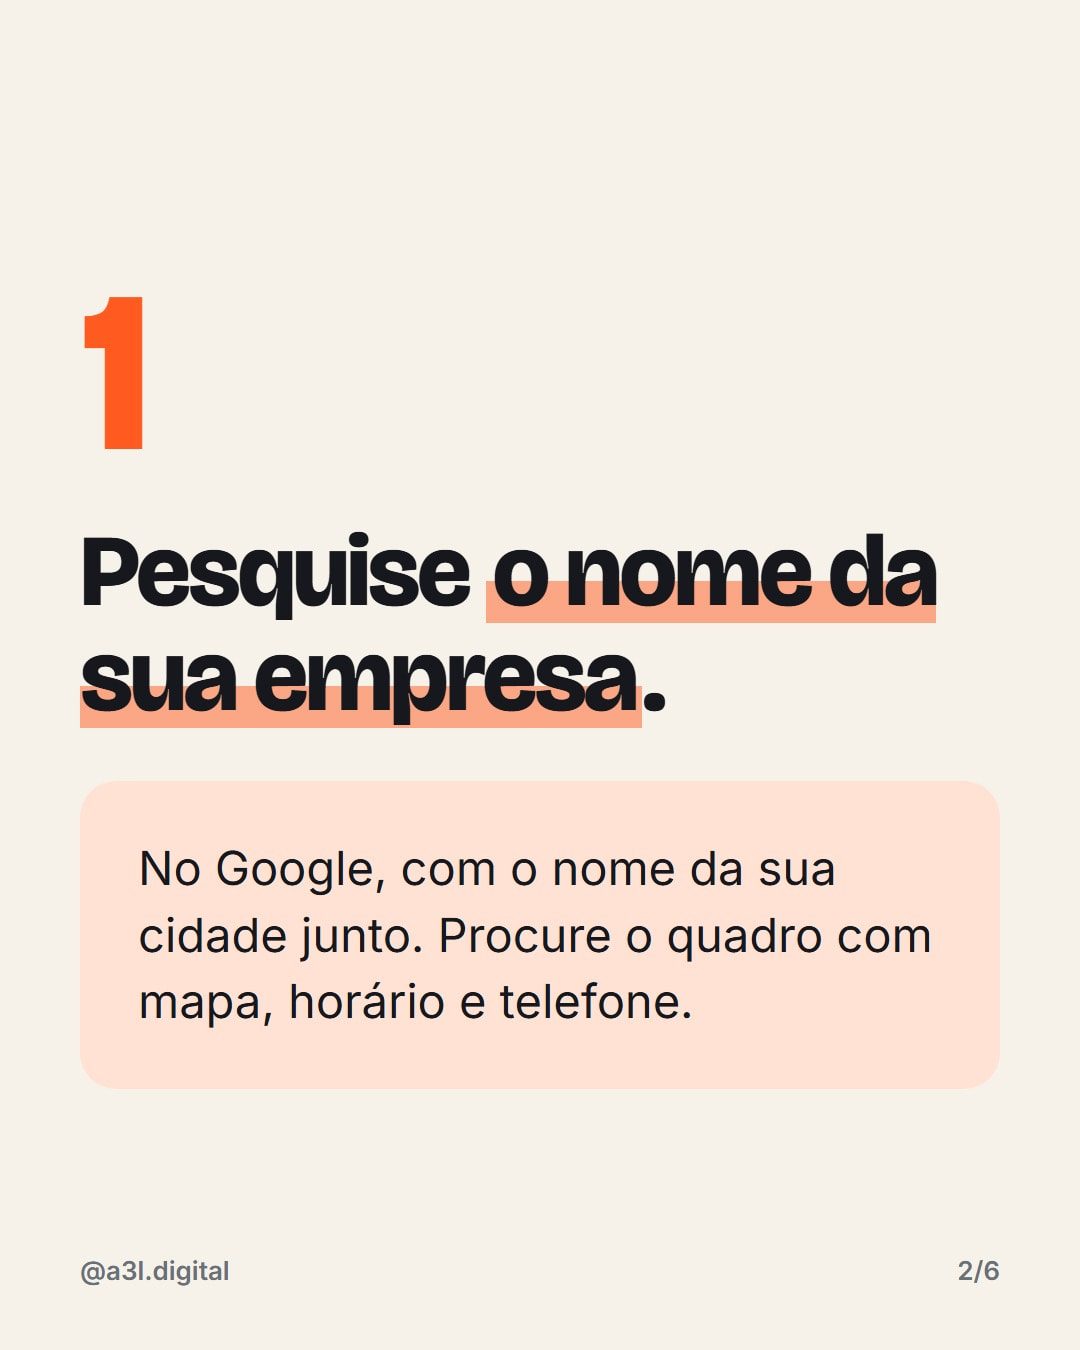 1
Pesquise o nome da
sua empresa.
No Google, com o nome da sua
cidade junto. Procure o quadro com
mapa, horário e telefone.
@a3l.digital
2/6